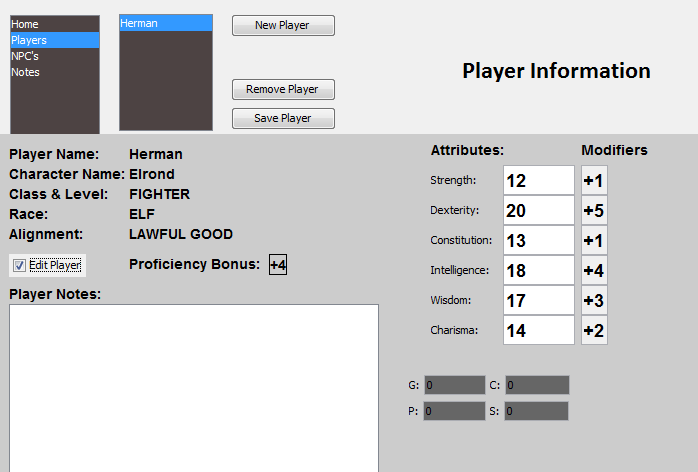 Home
Players
NPC's
Notes
Herman
New Player
Remove Player
Save Player
Player Information
Player Name: Herman
Character Name: Elrond
Class & Level: FIGHTER
Race: ELF
Alignment: LAWFUL GOOD
Edit Player
Proficiency Bonus: +4
Player Notes:
Attributes: Modifiers
Strength: 12 +1
Dexterity: 20 +5
Constitution: 13 +1
Intelligence: 18 +4
Wisdom: 17 +3
Charisma: 14 +2
G: 0 C: 0
P: 0 S: 0